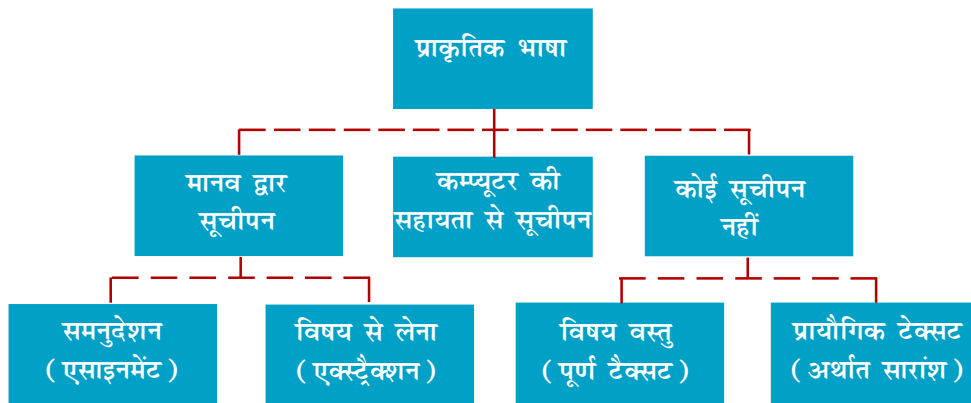 प्राकृतिक भाषा
मानव द्वार
सूचीपन
कम्प्यूटर की
सहायता से सूचीपन
कोई सूचीपन
नहीं
समनुदेशन
(एसाइनमेंट)
विषय से लेना
(एक्स्ट्रैक्शन)
विषय वस्तु
(पूर्ण टैक्सट)
प्रायौगिक टेक्सट
(अर्थात सारांश)